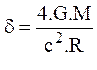 δ = 4.G.M / c².R